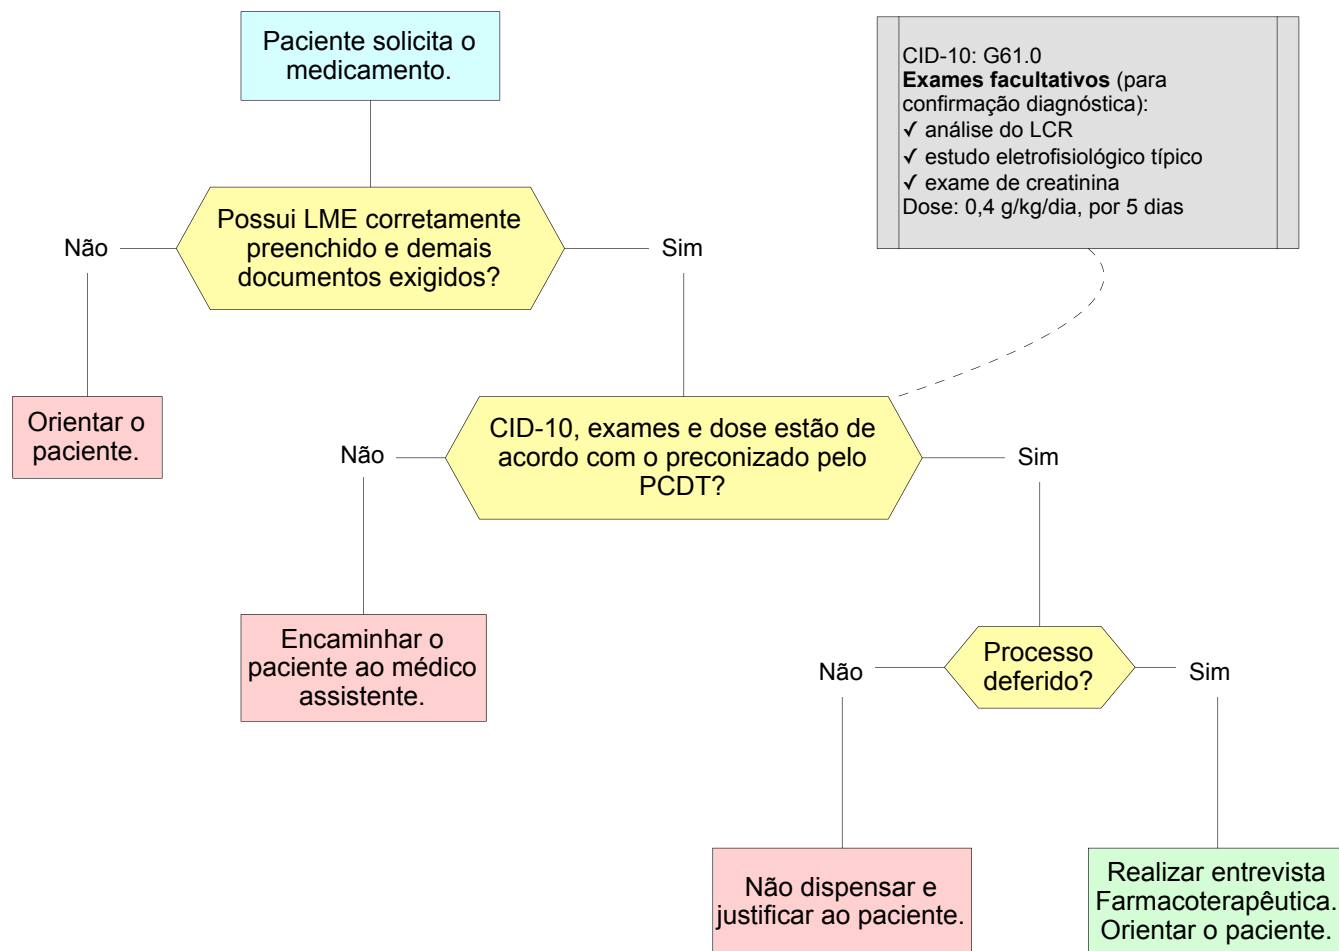 Paciente solicita o
medicamento.
CID-10: G61.0
Exames facultativos (para
confirmação diagnóstica):
✓ análise do LCR
✓ estudo eletrofisiológico típico
✓ exame de creatinina
Dose: 0,4 g/kg/dia, por 5 dias
Possui LME corretamente
preenchido e demais
documentos exigidos?
Não
Sim
Orientar o
paciente.
CID-10, exames e dose estão de
acordo com o preconizado pelo
PCDT?
Não
Sim
Encaminhar o
paciente ao médico
assistente.
Processo
deferido?
Não
Sim
Não dispensar e
justificar ao paciente.
Realizar entrevista
Farmacoterapêutica.
Orientar o paciente.